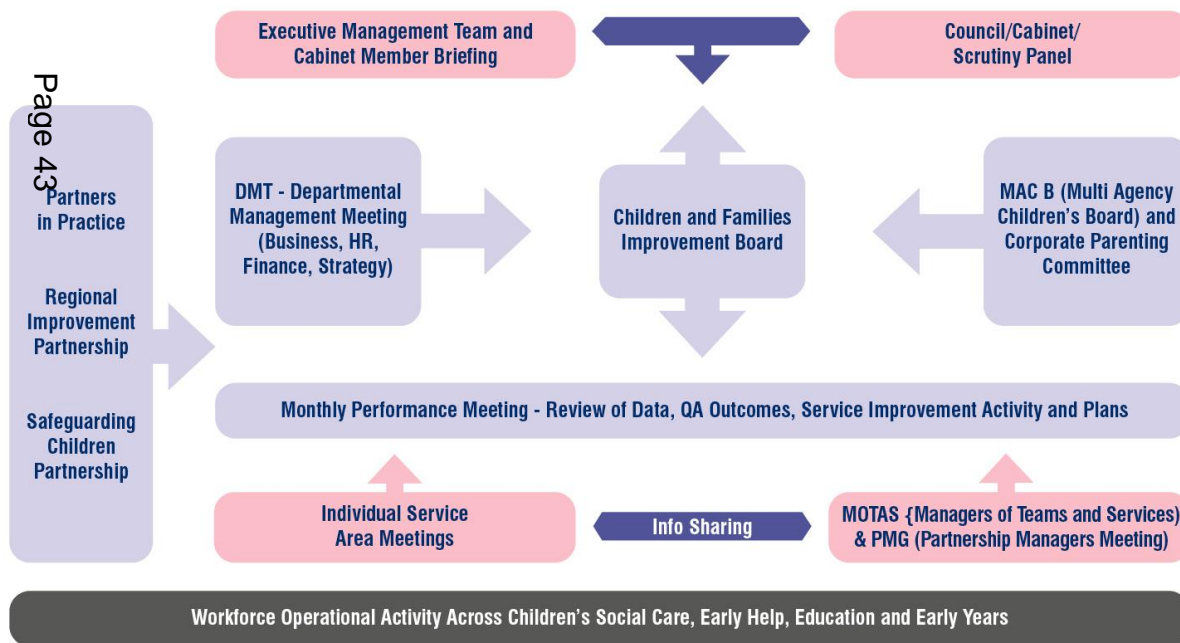 Page 43
Executive Management Team and
Cabinet Member Briefing
Council/Cabinet/
Scrutiny Panel
Partners
in Practice
Regional
Improvement
Partnership
Safeguarding
Children
Partnership
DMT - Departmental
Management Meeting
(Business, HR,
Finance, Strategy)
Children and Families
Improvement Board
MAC B (Multi Agency
Children's Board) and
Corporate Parenting
Committee
Monthly Performance Meeting - Review of Data, QA Outcomes, Service Improvement Activity and Plans
Individual Service
Area Meetings
Info Sharing
MOTAS {Managers of Teams and Services)
& PMG (Partnership Managers Meeting)
Workforce Operational Activity Across Children's Social Care, Early Help, Education and Early Years